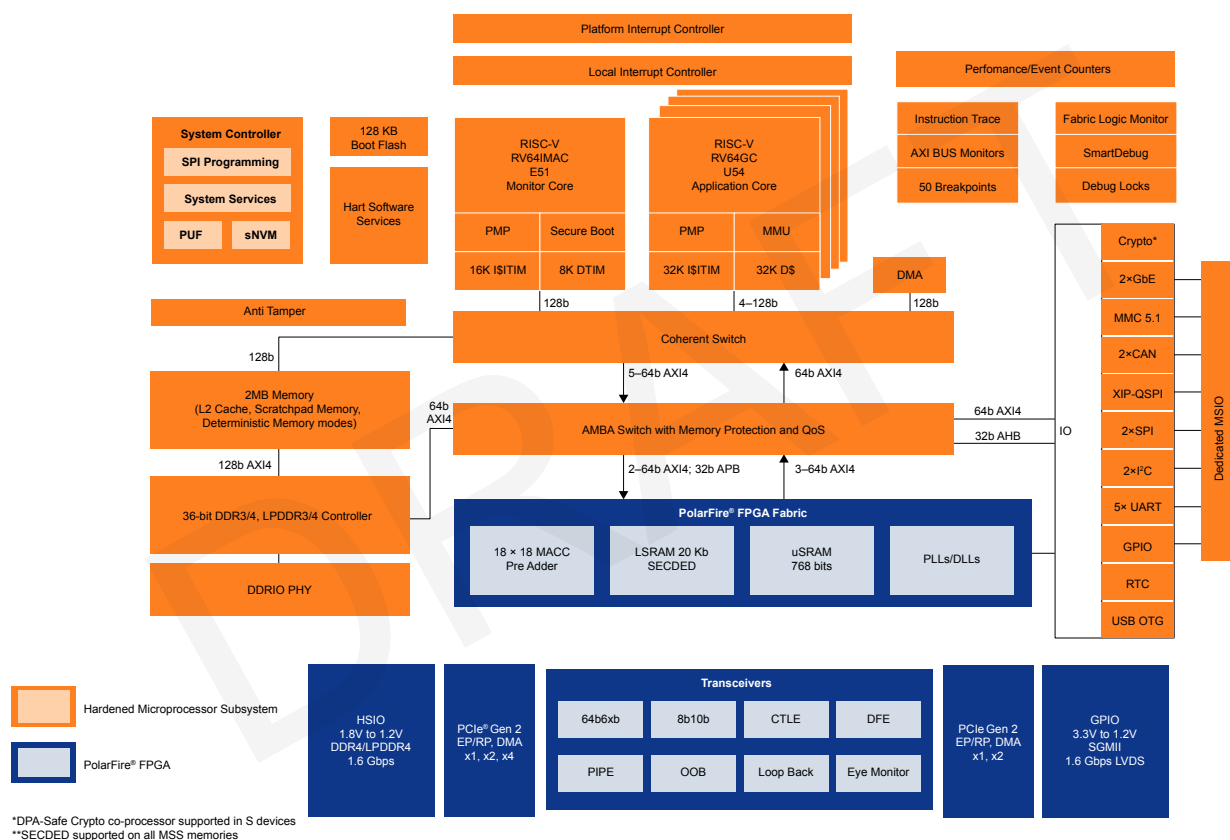 Platform Interrupt Controller
Local Interrupt Controller
Perfomance/Event Counters
System Controller
SPI Programming
System Services
PUF
sNVM
128 KB
Boot Flash
Hart Software
Services
RISC-V
RV64IMAC
E51
Monitor Core
PMP
Secure Boot
16K I$ITIM
8K DTIM
RISC-V
RV64GC
U54
Application Core
PMP
MMU
32K I$ITIM
32K D$
Instruction Trace
AXI BUS Monitors
50 Breakpoints
Fabric Logic Monitor
SmartDebug
Debug Locks
DMA
128b
4–128b
128b
Anti Tamper
Coherent Switch
128b
5–64b AXI4
64b AXI4
2MB Memory
(L2 Cache, Scratchpad Memory,
Deterministic Memory modes)
64b
AXI4
AMBA Switch with Memory Protection and QoS
64b AXI4
32b AHB
IO
128b AXI4
2–64b AXI4; 32b APB
3–64b AXI4
36-bit DDR3/4, LPDDR3/4 Controller
DDRIO PHY
PolarFire® FPGA Fabric
18 × 18 MACC
Pre Adder
LSRAM 20 Kb
SECDED
uSRAM
768 bits
PLLs/DLLs
Crypto*
2×GbE
MMC 5.1
2×CAN
XIP-QSPI
2×SPI
2×I²C
5× UART
GPIO
RTC
USB OTG
Dedicated MSIO
DRAFT
Hardened Microprocessor Subsystem
PolarFire® FPGA
HSIO
1.8V to 1.2V
DDR4/LPDDR4
1.6 Gbps
PCIe® Gen 2
EP/RP, DMA
x1, x2, x4
Transceivers
64b6xb
8b10b
CTLE
DFE
PIPE
OOB
Loop Back
Eye Monitor
PCIe Gen 2
EP/RP, DMA
x1, x2
GPIO
3.3V to 1.2V
SGMII
1.6 Gbps LVDS
*DPA-Safe Crypto co-processor supported in S devices
**SECDED supported on all MSS memories